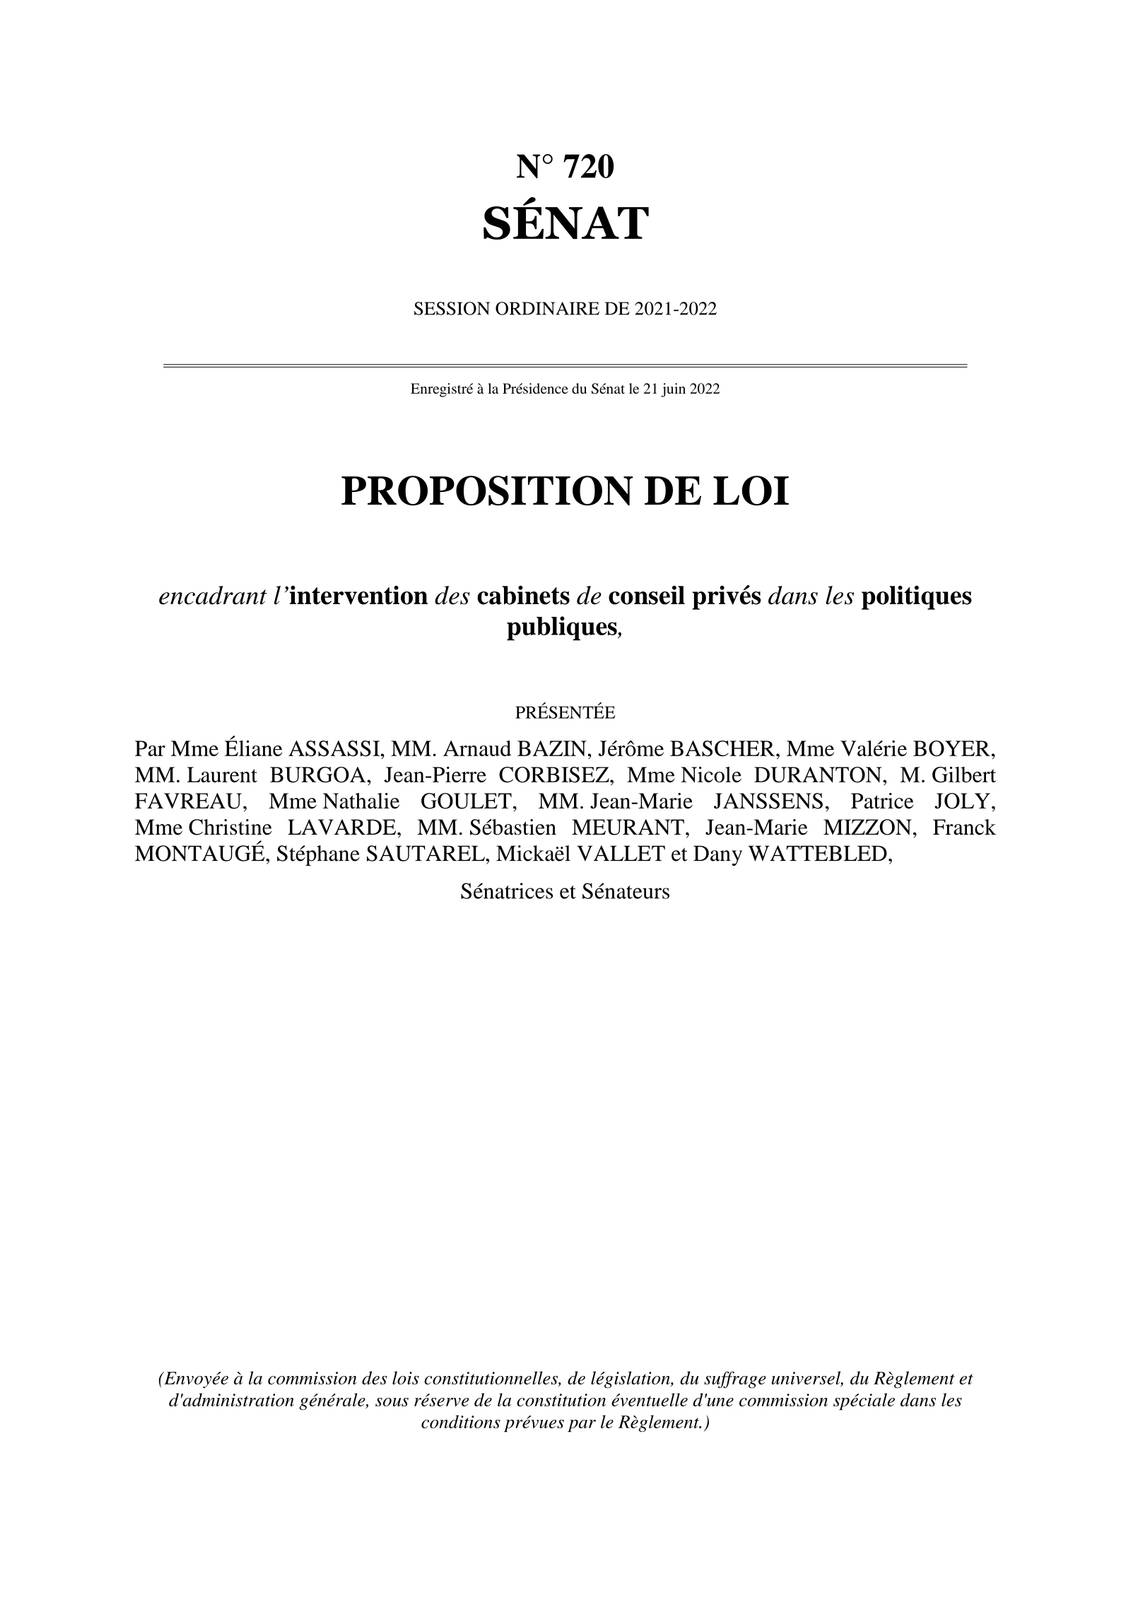 N° 720
SÉNAT
SESSION ORDINAIRE DE 2021-2022
Enregistré à la Présidence du Sénat le 21 juin 2022
PROPOSITION DE LOI
encadrant l’intervention des cabinets de conseil privés dans les politiques
publiques,
PRÉSENTÉE
Par Mme Éliane ASSASSI, MM. Arnaud BAZIN, Jérôme BASCHER, Mme Valérie BOYER,
MM. Laurent BURGOA, Jean-Pierre CORBISEZ, Mme Nicole DURANTON, M. Gilbert
FAVREAU, Mme Nathalie GOULET, MM. Jean-Marie JANSSENS, Patrice JOLY,
Mme Christine LAVARDE, MM. Sébastien MEURANT, Jean-Marie MIZZON, Franck
MONTAUGÉ, Stéphane SAUTAREL, Mickaël VALLET et Dany WATTEBLED,
Sénatrices et Sénateurs
(Envoyée à la commission des lois constitutionnelles, de législation, du suffrage universel, du Règlement et
d'administration générale, sous réserve de la constitution éventuelle d'une commission spéciale dans les
conditions prévues par le Règlement.)